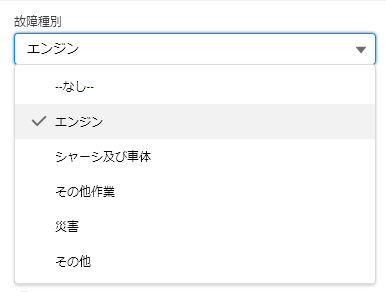 故障種別
エンジン
--なし--
エンジン
シャーシ及び車体
その他作業
災害
その他